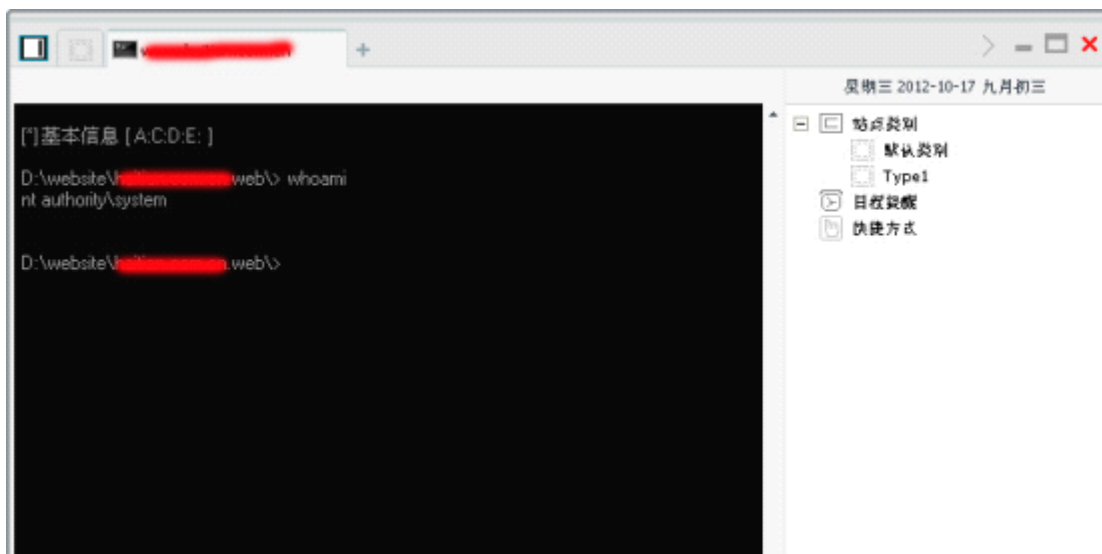 星期三 2012-10-17 九月初三
[*]基本信息 [ A:C:D:E: ]
D:\website\ web\> whoami
nt authority\system
D:\website\ .web\>
站点类别
默认类别
Type1
日程提醒
快捷方式